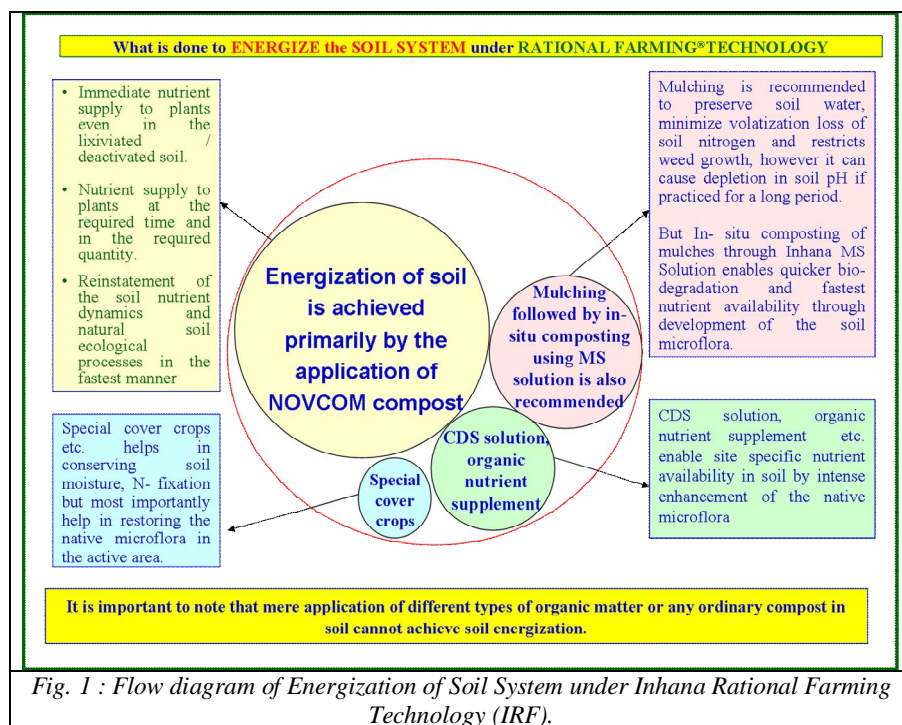 What is done to ENERGIZE the SOIL SYSTEM under RATIONAL FARMING®TECHNOLOGY
• Immediate nutrient
supply to plants
even in the
lixiviated /
deactivated soil.
• Nutrient supply to
plants at the
required time and
in the required
quantity.
• Reinstatement of
the soil nutrient
dynamics and
natural soil
ecological
processes in the
fastest manner
Energization of soil
is achieved
primarily by the
application of
NOVCOM compost
Mulching
followed by in-
situ composting
using MS
solution is also
recommended
Mulching is recommended
to preserve soil water,
minimize volatization loss of
soil nitrogen and restricts
weed growth, however it can
cause depletion in soil pH if
practiced for a long period.
But In- situ composting of
mulches through Inhana MS
Solution enables quicker bio-
degradation and fastest
nutrient availability through
development of the soil
microflora.
Special cover crops
etc. helps in
conserving soil
moisture, N- fixation
but most importantly
help in restoring the
native microflora in
the active area.
Special
cover
crops
CDS solution,
organic
nutrient
supplement
CDS solution, organic
nutrient supplement etc.
enable site specific nutrient
availability in soil by intense
enhancement of the native
microflora
It is important to note that mere application of different types of organic matter or any ordinary compost in
soil cannot achieve soil energization.
Fig. 1 : Flow diagram of Energization of Soil System under Inhana Rational Farming
Technology (IRF).